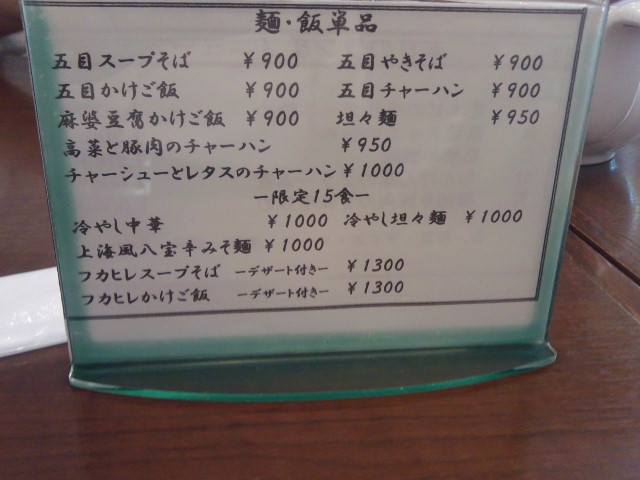 麺・飯単品
五目スープそば ￥900 五目やきそば ￥900
五目かけご飯 ￥900 五目チャーハン ￥900
麻婆豆腐かけご飯 ￥900 坦々麺 ￥950
高菜と豚肉のチャーハン ￥950
チャーシューとレタスのチャーハン ￥1000
ー限定15食ー
冷やし中華 ￥1000 冷やし坦々麺 ￥1000
上海風八宝辛みそ麺 ￥1000
フカヒレスープそば ーデザート付きー ￥1300
フカヒレかけご飯 ーデザート付きー ￥1300